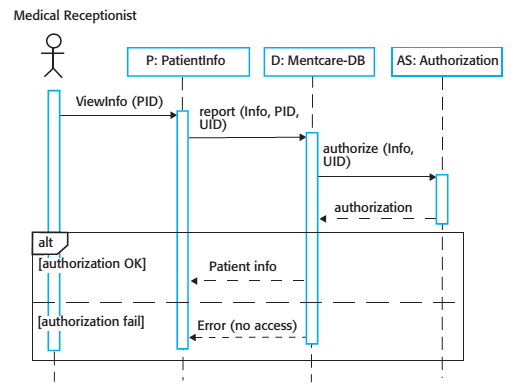 Medical Receptionist
P: PatientInfo
D: Mentcare-DB
AS: Authorization
ViewInfo (PID)
report (Info, PID,
UID)
authorize (Info,
UID)
authorization
alt
[authorization OK]
Patient info
[authorization fail]
Error (no access)